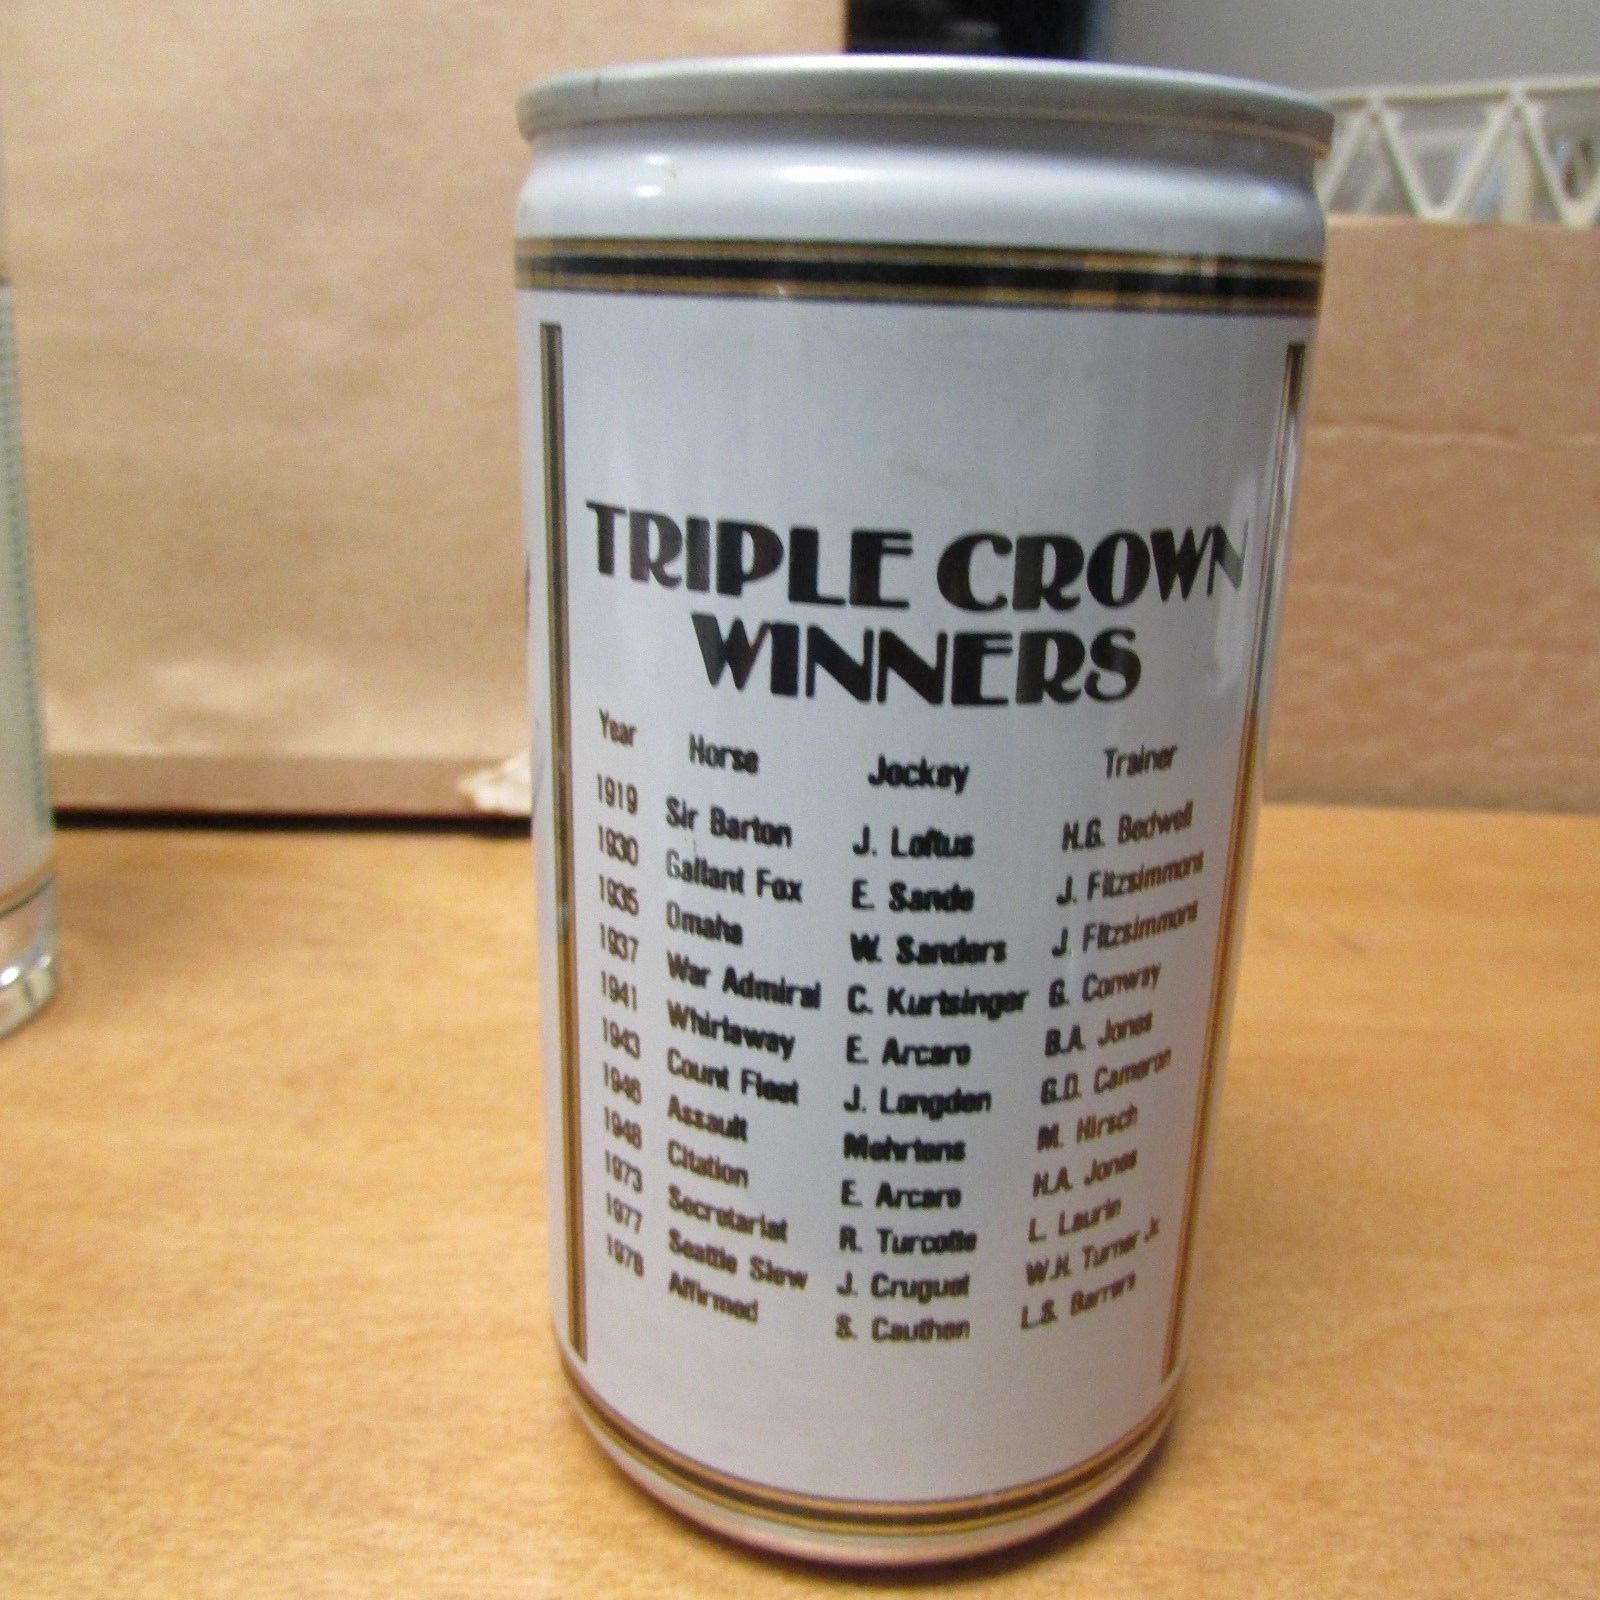 TRIPLE CROWN
WINNERS
Year Horse Jockey Trainer
1919 Sir Barton J. Loftus H.G. Bedwell
1930 Gallant Fox E. Sande J. Fitzsimmons
1935 Omaha W. Sanders J. Fitzsimmons
1937 War Admiral C. Kurtsinger G. Conway
1941 Whirlaway E. Arcaro B.A. Jones
1943 Count Fleet J. Longden G.D. Cameron
1946 Assault Mehrtens M. Hirsch
1948 Citation E. Arcaro H.A. Jones
1973 Secretariat R. Turcotte L. Laurin
1977 Seattle Slew J. Cruguet W.H. Turner Jr.
1978 Affirmed S. Cauthen L.S. Barrera